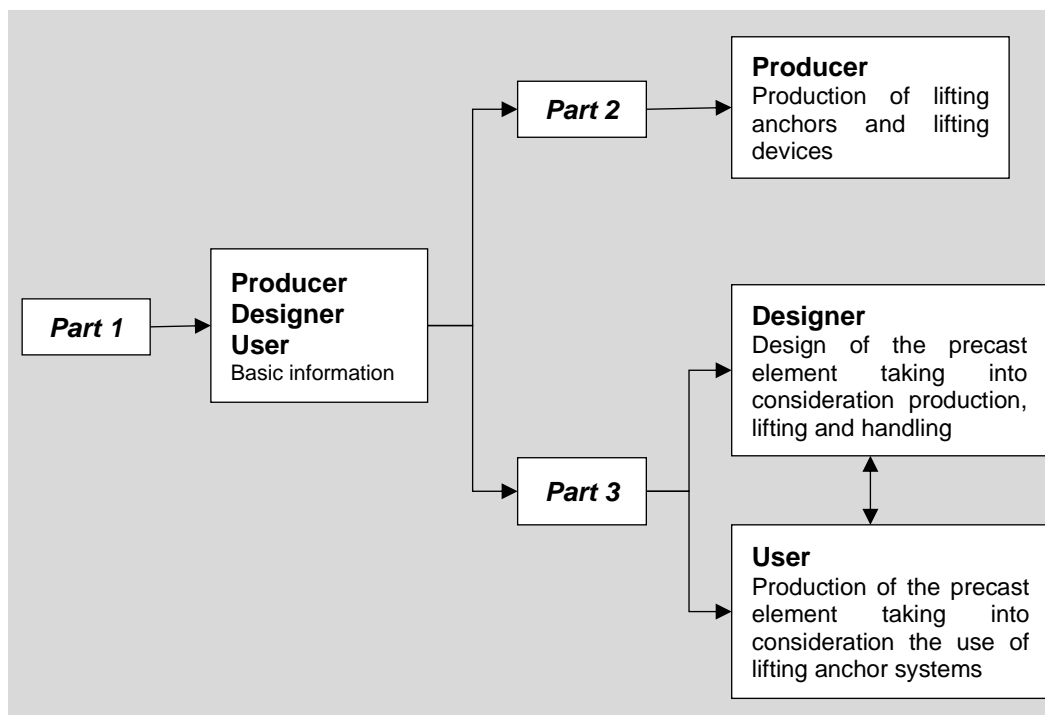 Part 1
Producer
Designer
User
Basic information
Part 2
Producer
Production of lifting
anchors and lifting
devices
Part 3
Designer
Design of the precast
element taking into
consideration production,
lifting and handling
User
Production of the precast
element taking into
consideration the use of
lifting anchor systems